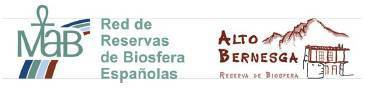 MaB
Red de
Reservas
de Biosfera
Españolas
ALTO
BERNESGA
RESERVA DE BIOSFERA